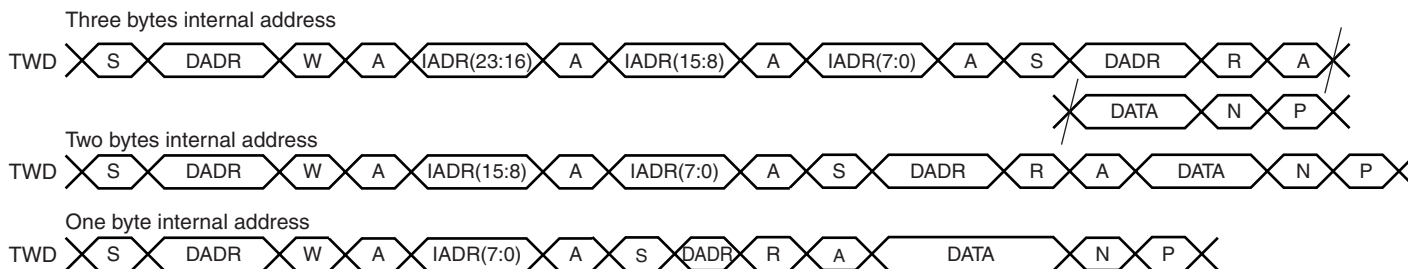 Three bytes internal address
TWD S DADR W A IADR(23:16) A IADR(15:8) A IADR(7:0) A S DADR R A
DATA N P
Two bytes internal address
TWD S DADR W A IADR(15:8) A IADR(7:0) A S DADR R A DATA N P
One byte internal address
TWD S DADR W A IADR(7:0) A S DADR R A DATA N P